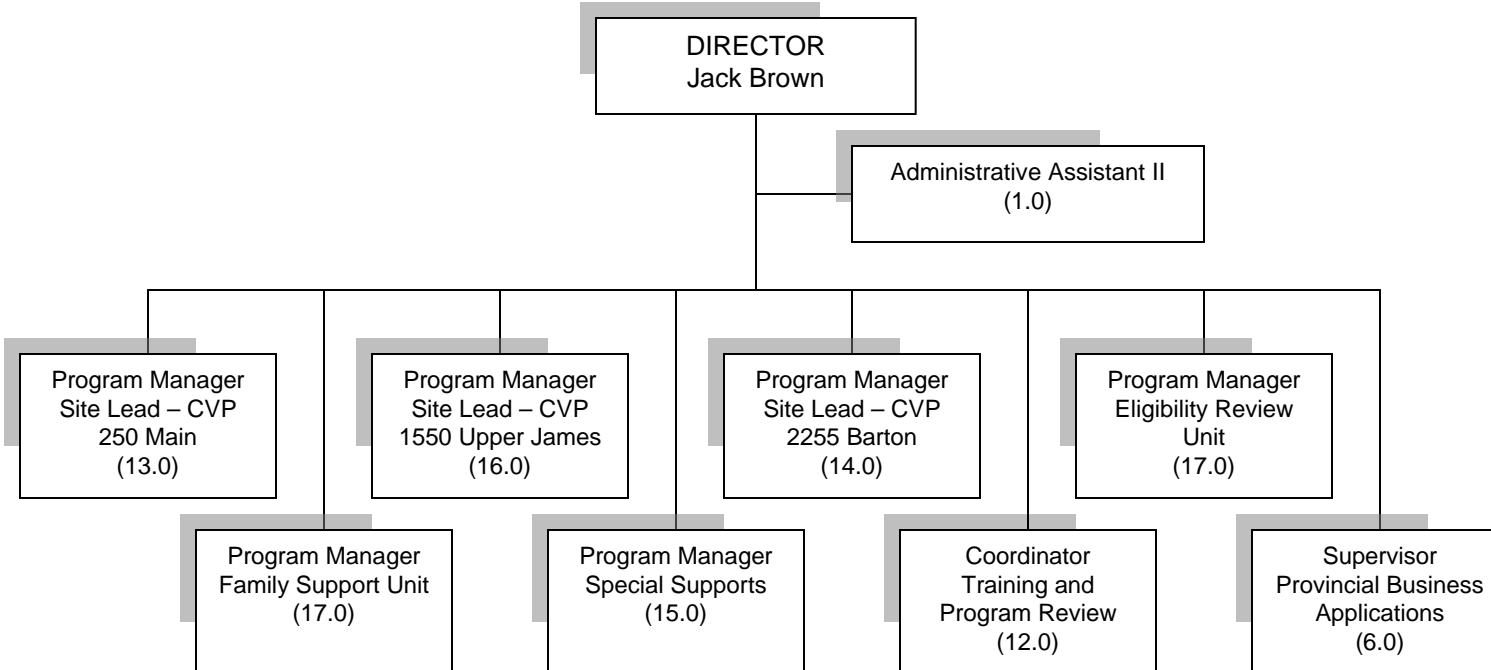 DIRECTOR
Jack Brown
Administrative Assistant II
(1.0)
Program Manager
Site Lead – CVP
250 Main
(13.0)
Program Manager
Site Lead – CVP
1550 Upper James
(16.0)
Program Manager
Site Lead – CVP
2255 Barton
(14.0)
Program Manager
Eligibility Review
Unit
(17.0)
Program Manager
Family Support Unit
(17.0)
Program Manager
Special Supports
(15.0)
Coordinator
Training and
Program Review
(12.0)
Supervisor
Provincial Business
Applications
(6.0)